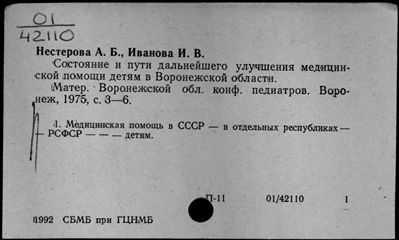 01
42110
Нестерова А. Б., Иванова И. В.
Состояние и пути дальнейшего улучшения медицин-
ской помощи детям в Воронежской области.
Матер. Воронежской обл. конф. педиатров. Воро-
неж, 1975, с. 3—6.
1. Медицинская помощь в СССР — в отдельных республиках —
— РСФСР — — — детям.
П-11 01/42110 1
1992 СБМБ при ГЦНМБ